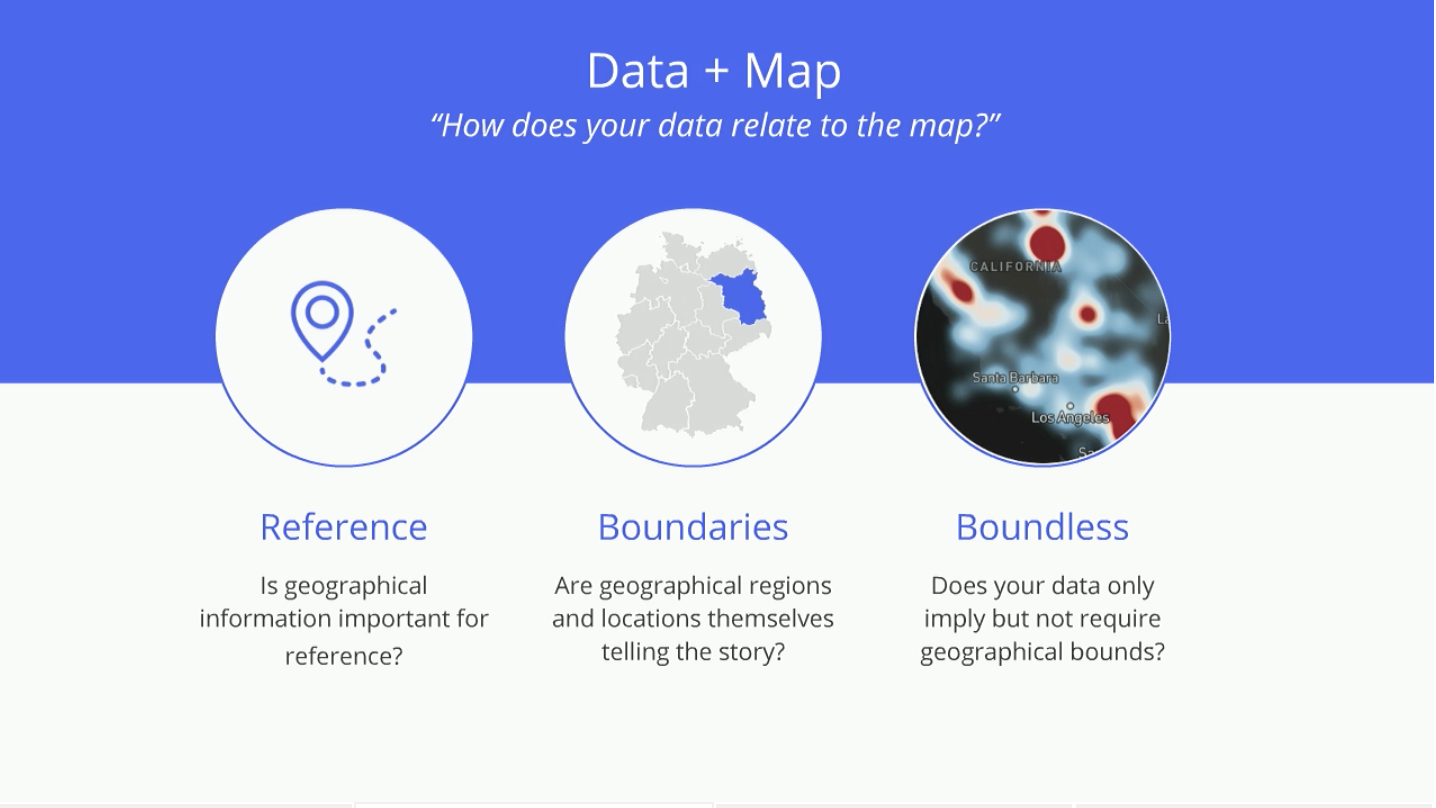 Data + Map
“How does your data relate to the map?”
CALIFORNIA
La
Santa Barbara
Los Angeles
Sa
Reference
Is geographical
information important for
reference?
Boundaries
Are geographical regions
and locations themselves
telling the story?
Boundless
Does your data only
imply but not require
geographical bounds?